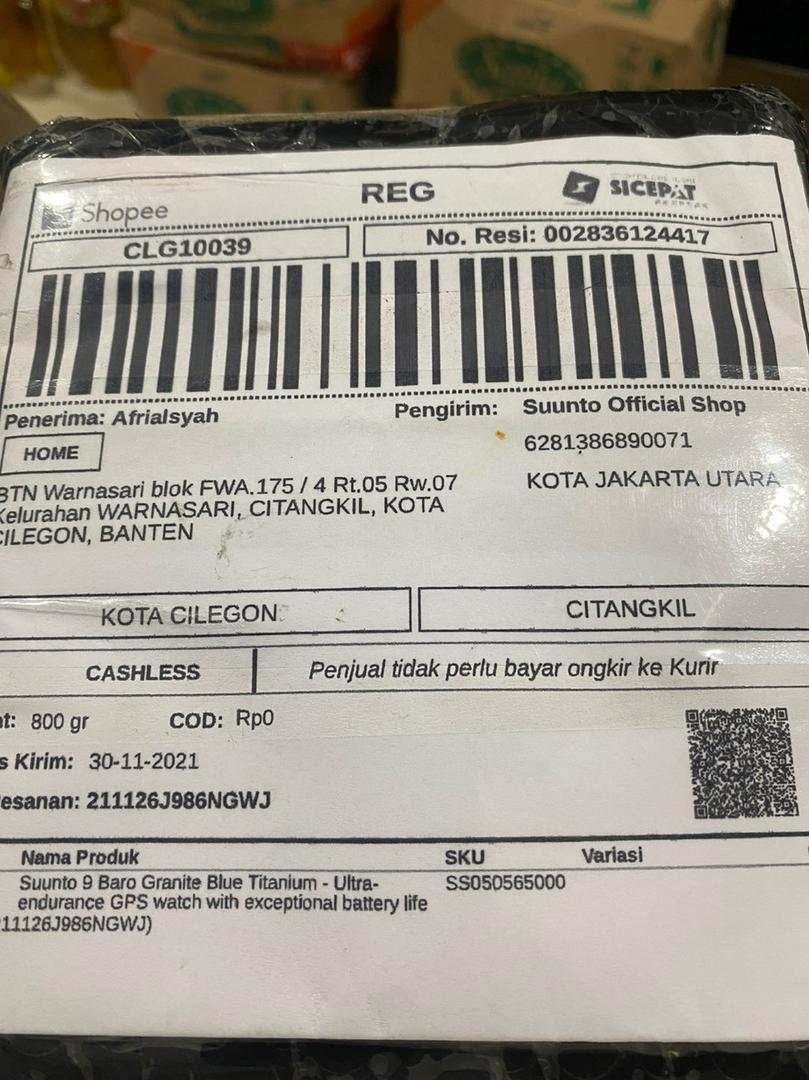 Shopee
REG
SICEPAT
CLG10039
No. Resi: 002836124417
Penerima: Afrialsyah
Pengirim: Suunto Official Shop
HOME
6281386890071
BTN Warnasari blok FWA.175 / 4 Rt.05 Rw.07
KOTA JAKARTA UTARA
Kelurahan WARNASARI, CITANGKIL, KOTA
CILEGON, BANTEN
KOTA CILEGON
CITANGKIL
CASHLESS
Penjual tidak perlu bayar ongkir ke Kurir
t: 800 gr
COD: Rp0
s Kirim: 30-11-2021
esanan: 211126J986NGWJ
Nama Produk
SKU
Variasi
Suunto 9 Baro Granite Blue Titanium - Ultra-
SS050565000
endurance GPS watch with exceptional battery life
11126J986NGWJ)